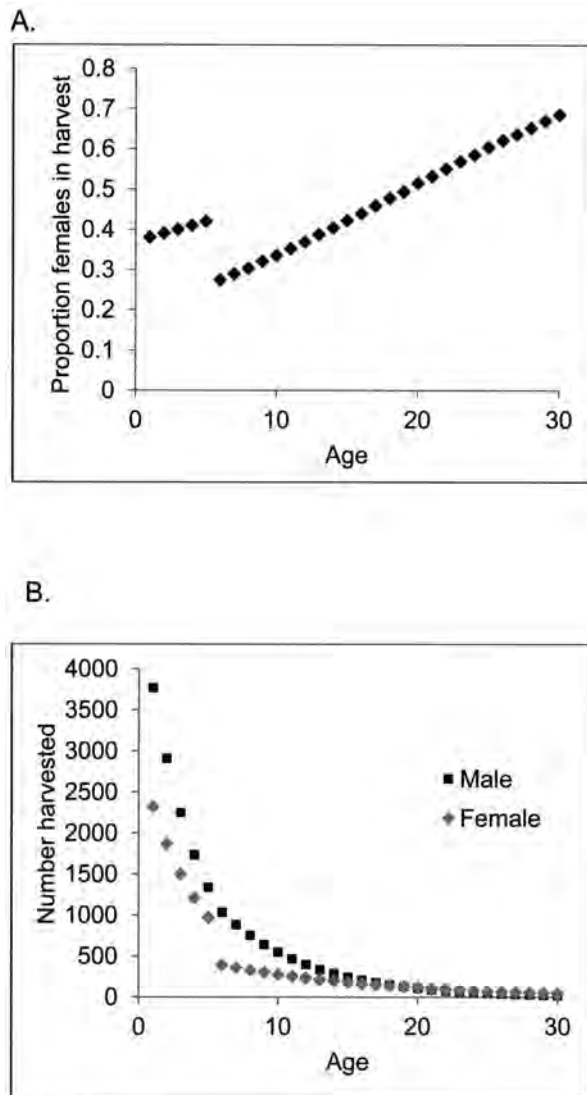 A.
Proportion females in harvest
0.8
0.7
0.6
0.5
0.4
0.3
0.2
0.1
0
0 10 20 30
Age
B.
Number harvested
4000
3500
3000
2500
2000
1500
1000
500
0
Male
Female
0 10 20 30
Age